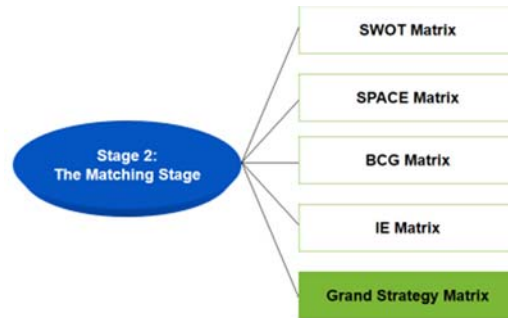 Stage 2:
The Matching Stage
SWOT Matrix
SPACE Matrix
BCG Matrix
IE Matrix
Grand Strategy Matrix